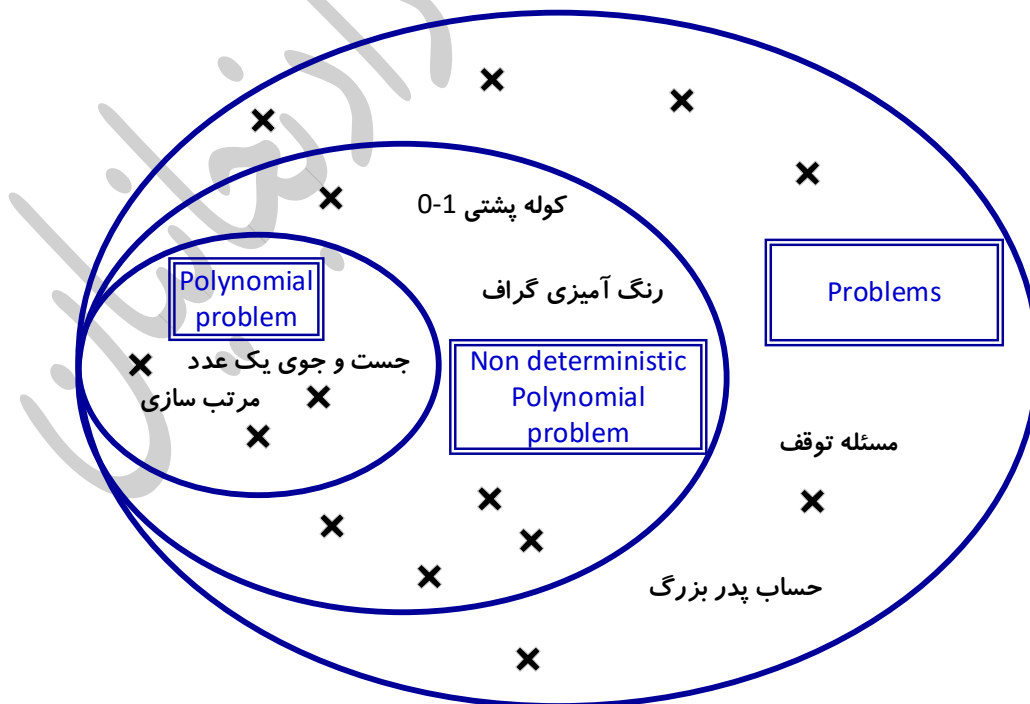 کوله پشتی 0-1
Polynomial
problem
رنگ آمیزی گراف
Problems
جست و جوی یک عدد
مرتب سازی
Non deterministic
Polynomial
problem
مسئله توقف
حساب پدر بزرگ